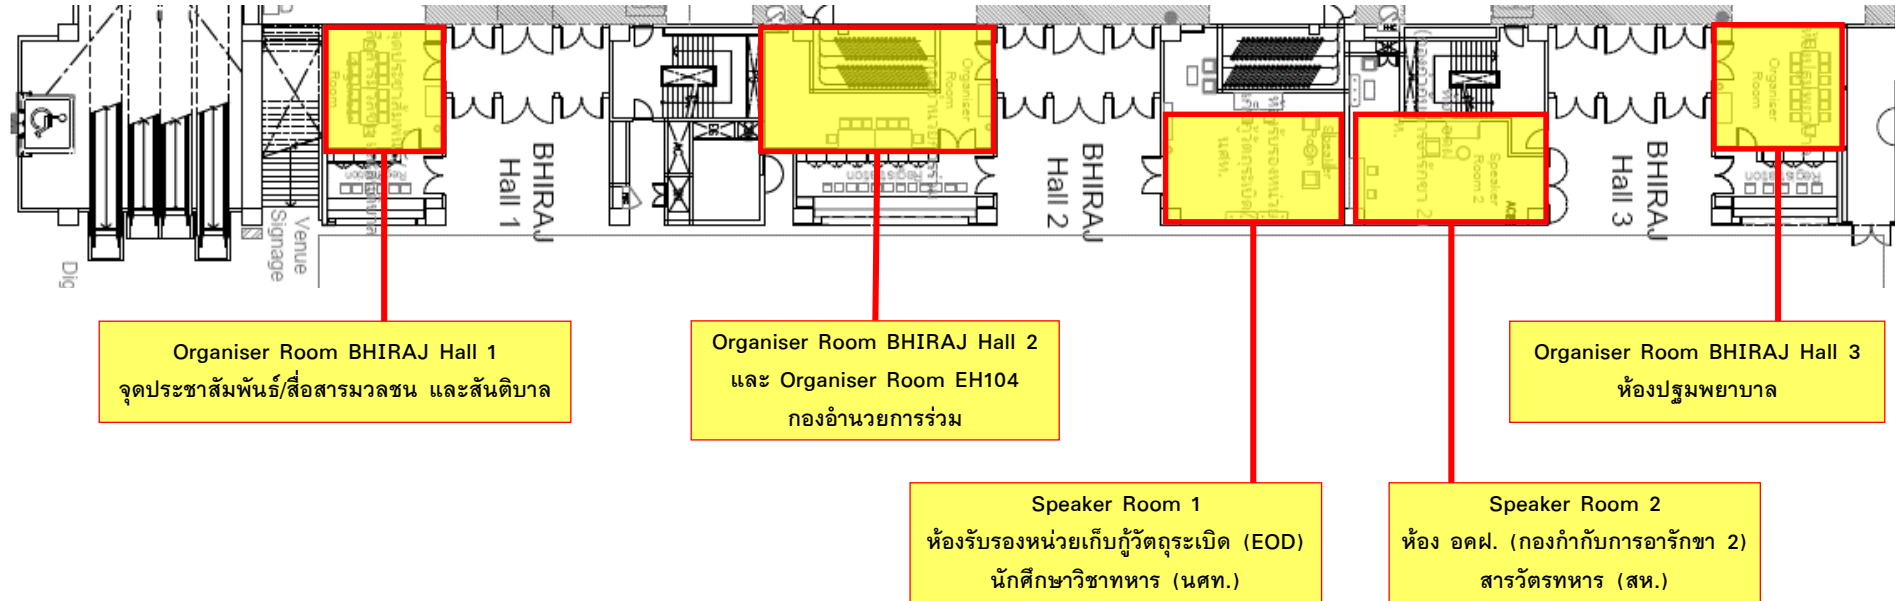 BHIRAJ
Hall 1
BHIRAJ
Hall 2
BHIRAJ
Hall 3
Venue
Signage
Dig
Organiser
Room
Organiser
Room
Speaker
Room 2
Organiser Room BHIRAJ Hall 1
จุดประชาสัมพันธ์/สื่อสารมวลชน และสันติบาล
Organiser Room BHIRAJ Hall 2
และ Organiser Room EH104
กองอำนวยการร่วม
Organiser Room BHIRAJ Hall 3
ห้องปฐมพยาบาล
Speaker Room 1
ห้องรับรองหน่วยเก็บกู้วัตถุระเบิด (EOD)
นักศึกษาวิชาทหาร (นศท.)
Speaker Room 2
ห้อง อคฝ. (กองกำกับการอารักขา 2)
สารวัตรทหาร (สห.)